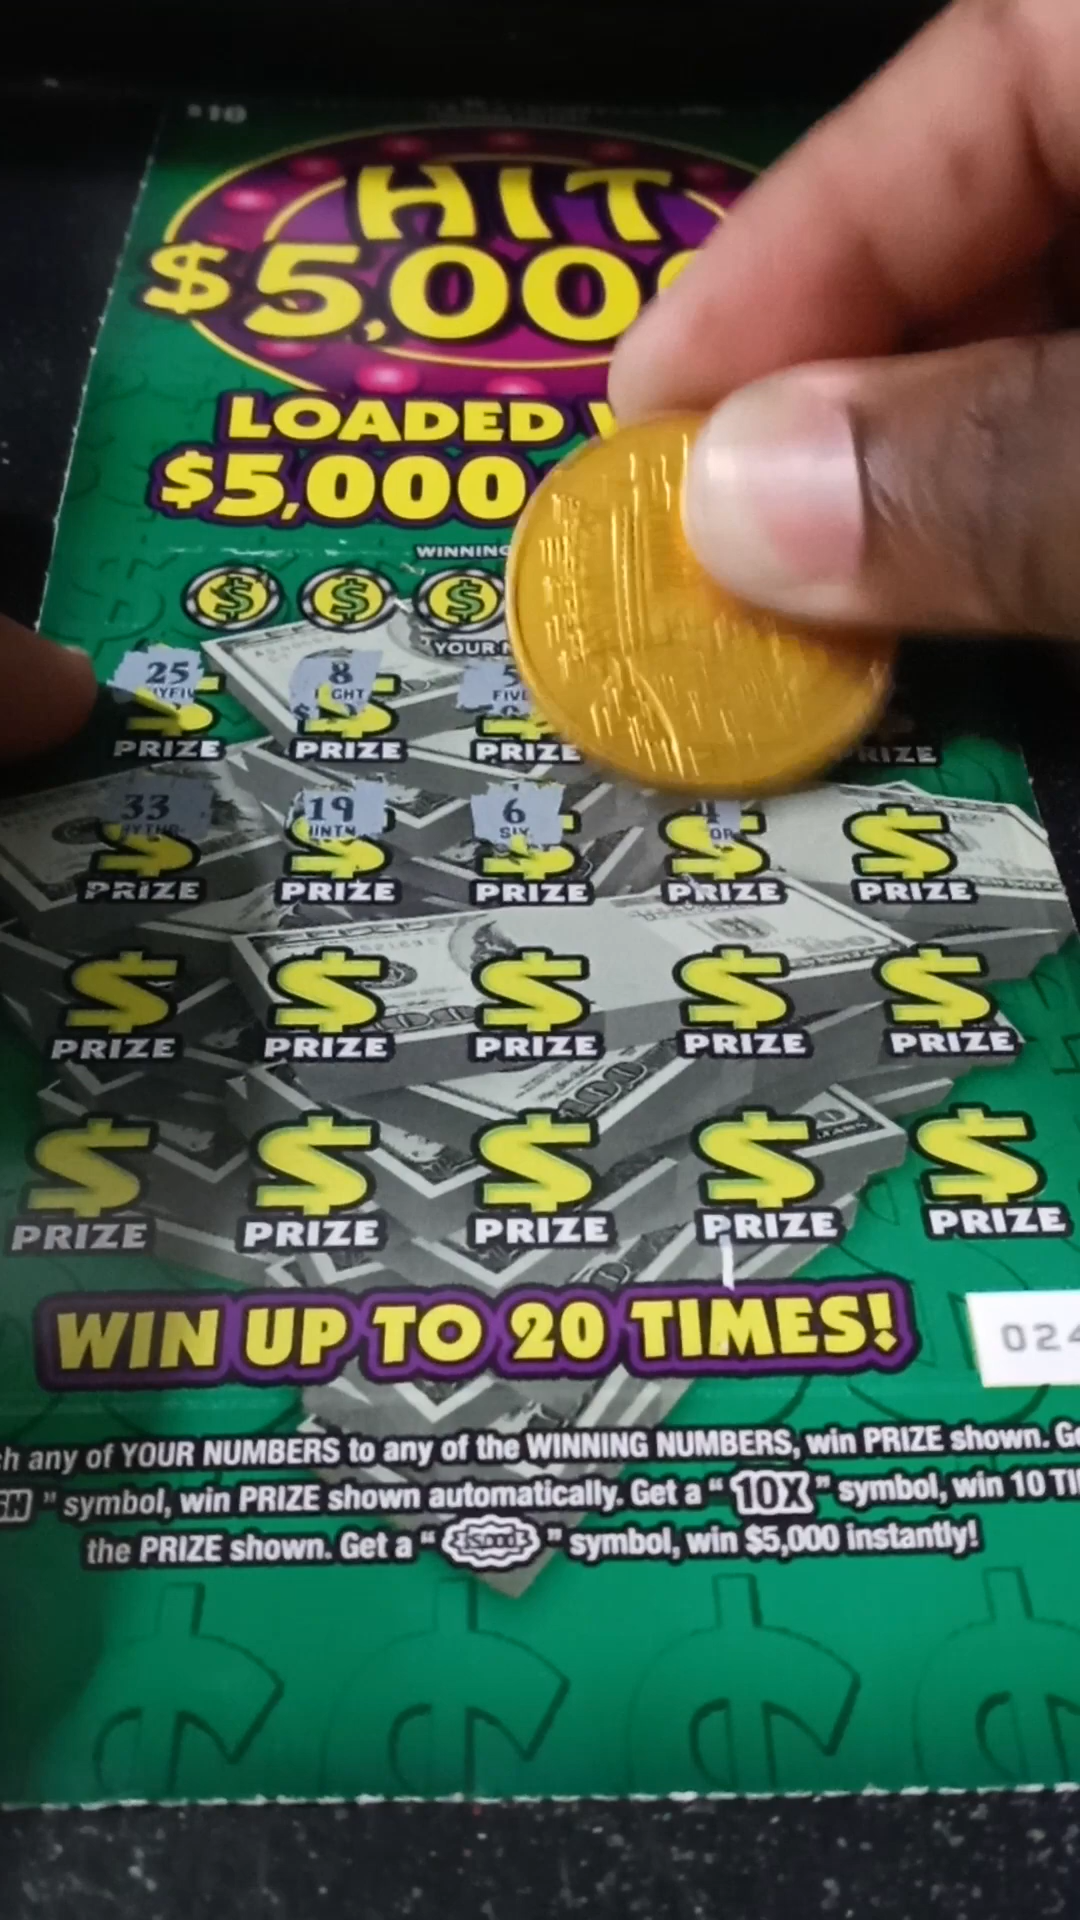 $10
HIT
$5,00
LOADED
$5,000
WINNING
YOUR
25 8 5
FIV
PRIZE PRIZE PRIZE PRIZE
33 19 6
PRIZE PRIZE PRIZE PRIZE PRIZE
PRIZE PRIZE PRIZE PRIZE PRIZE
PRIZE PRIZE PRIZE PRIZE PRIZE
WIN UP TO 20 TIMES!
024
any of YOUR NUMBERS to any of the WINNING NUMBERS, win PRIZE shown.
" symbol, win PRIZE shown automatically. Get a "10X" symbol, win 10
the PRIZE shown. Get a " " symbol, win $5,000 instantly!